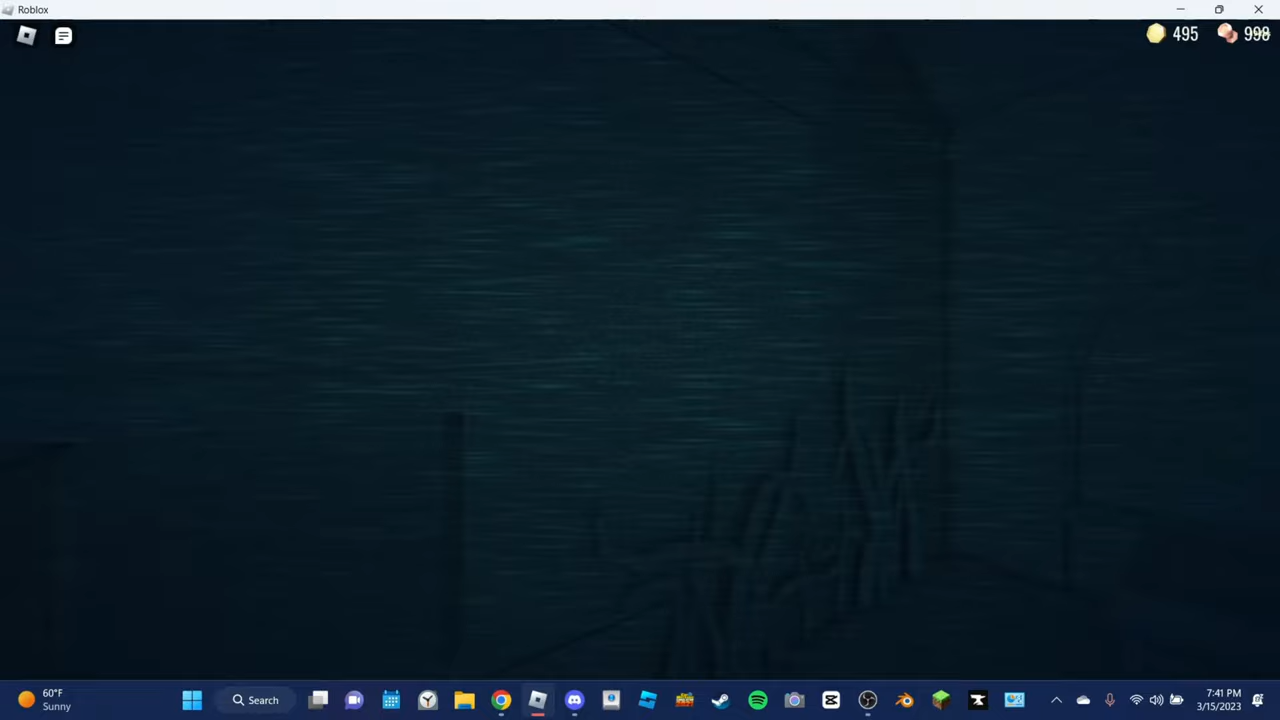 Roblox
495
998
60°F
Sunny
Search
7:41 PM
3/15/2023